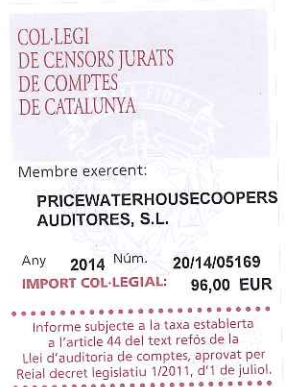 COL·LEGI
DE CENSORS JURATS
DE COMPTES
DE CATALUNYA
Membre exercent:
PRICEWATERHOUSECOOPERS
AUDITORES, S.L.
Any 2014 Núm. 20/14/05169
IMPORT COL·LEGIAL: 96,00 EUR
Informe subjecte a la taxa establerta
a l'article 44 del text refós de la
Llei d'auditoria de comptes, aprovat per
Reial decret legislatiu 1/2011, d'1 de juliol.